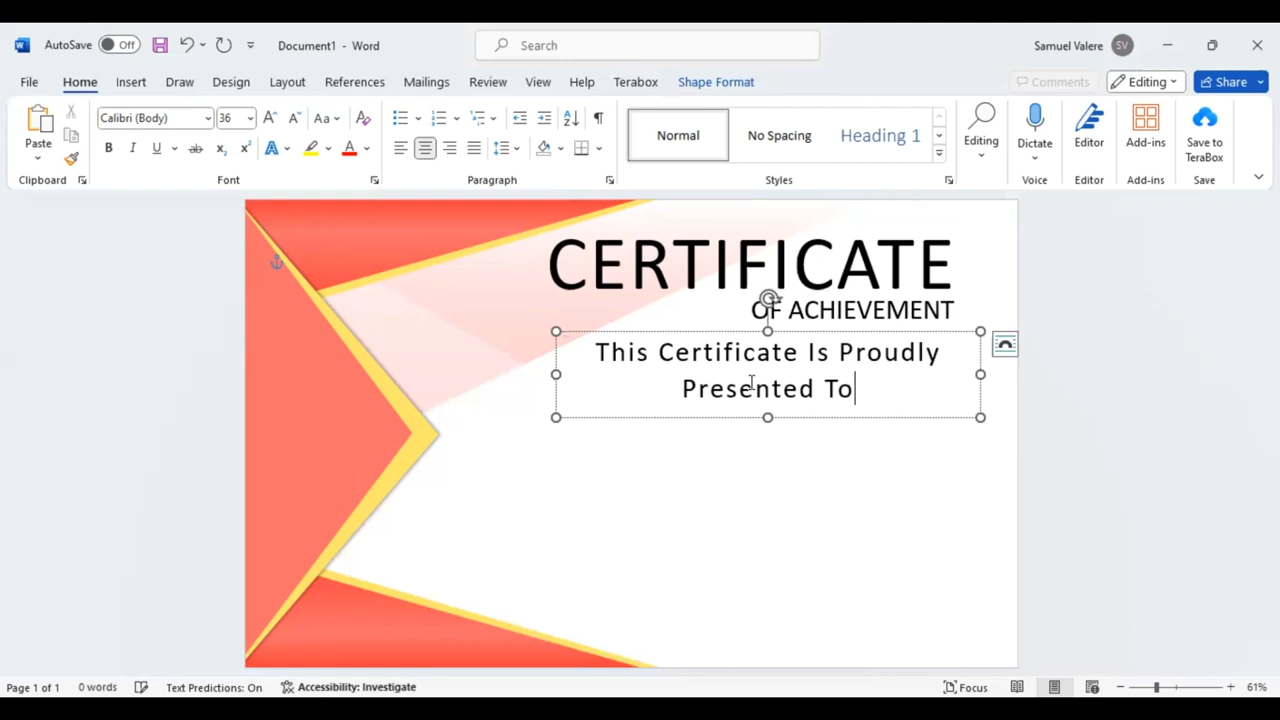 AutoSave Off Document1 - Word Search Samuel Valere SV
File Home Insert Draw Design Layout References Mailings Review View Help Terabox Shape Format Comments Editing Share
Paste Calibri (Body) 36 Aa Normal No Spacing Heading 1 Editing Dictate Editor Add-ins Save to TeraBox
Clipboard Font Paragraph Styles Voice Editor Add-ins Save
CERTIFICATE
OF ACHIEVEMENT
This Certificate Is Proudly
Presented To
Page 1 of 1 0 words Text Predictions: On Accessibility: Investigate Focus 61%